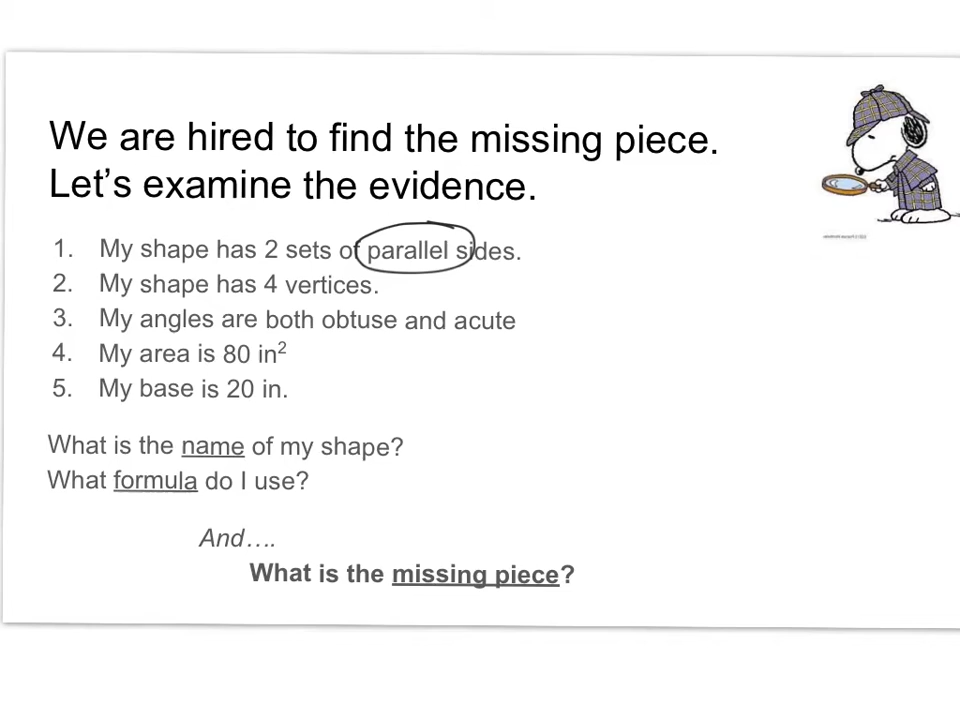 We are hired to find the missing piece.
Let's examine the evidence.
1. My shape has 2 sets of parallel sides.
2. My shape has 4 vertices.
3. My angles are both obtuse and acute
4. My area is 80 in²
5. My base is 20 in.
What is the name of my shape?
What formula do I use?
And....
What is the missing piece?